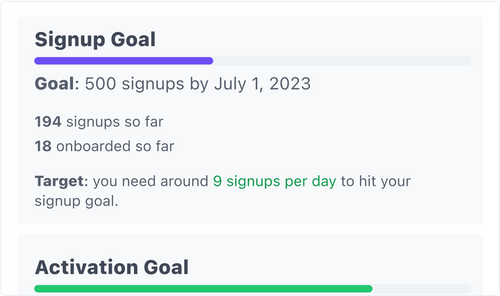 Signup Goal
Goal: 500 signups by July 1, 2023
194 signups so far
18 onboarded so far
Target: you need around 9 signups per day to hit your
signup goal.
Activation Goal